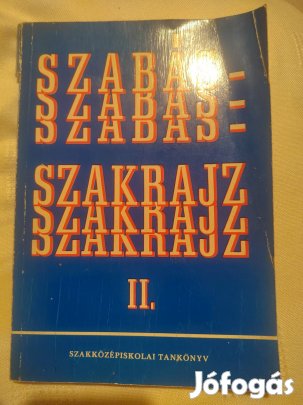 SZABÁS-
SZABÁS-
SZABÁS-
SZAKRAJZ
SZAKRAJZ
SZAKRAJZ
II.
SZAKKÖZÉPISKOLAI TANKÖNYV
Jófogás